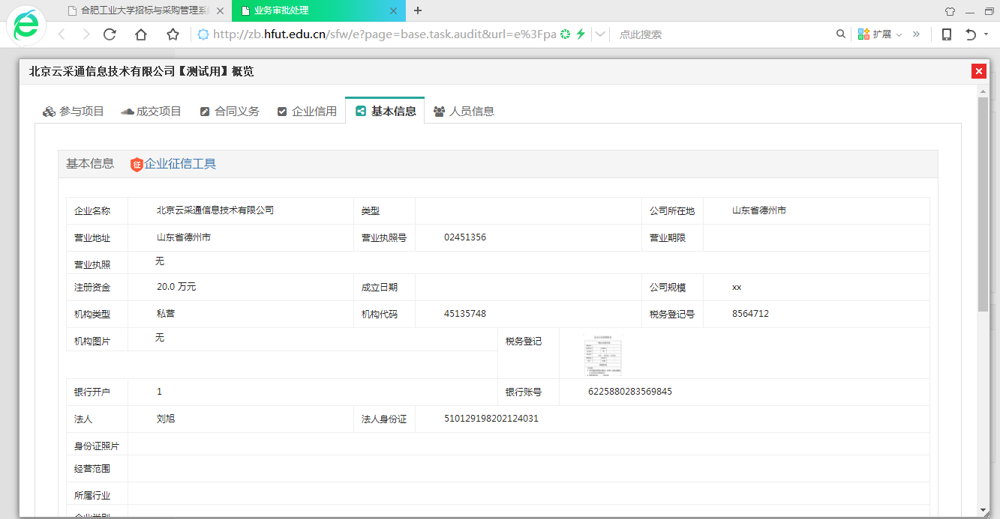 合肥工业大学招标与采购管理系
业务审批处理
http://zb.hfut.edu.cn/sfw/e?page=base.task.audit&url=e%3Fpa
点此搜索
扩展
北京云采通信息技术有限公司【测试用】概览
参与项目 成交项目 合同义务 企业信用 基本信息 人员信息
基本信息 征 企业征信工具
企业名称 北京云采通信息技术有限公司 类型 公司所在地 山东省德州市
营业地址 山东省德州市 营业执照号 02451356 营业期限
营业执照 无
注册资金 20.0 万元 成立日期 公司规模 xx
机构类型 私营 机构代码 45135748 税务登记号 8564712
机构图片 无 税务登记
银行开户 1 银行账号 6225880283569845
法人 刘旭 法人身份证 510129198202124031
身份证照片
经营范围
所属行业
企业类别